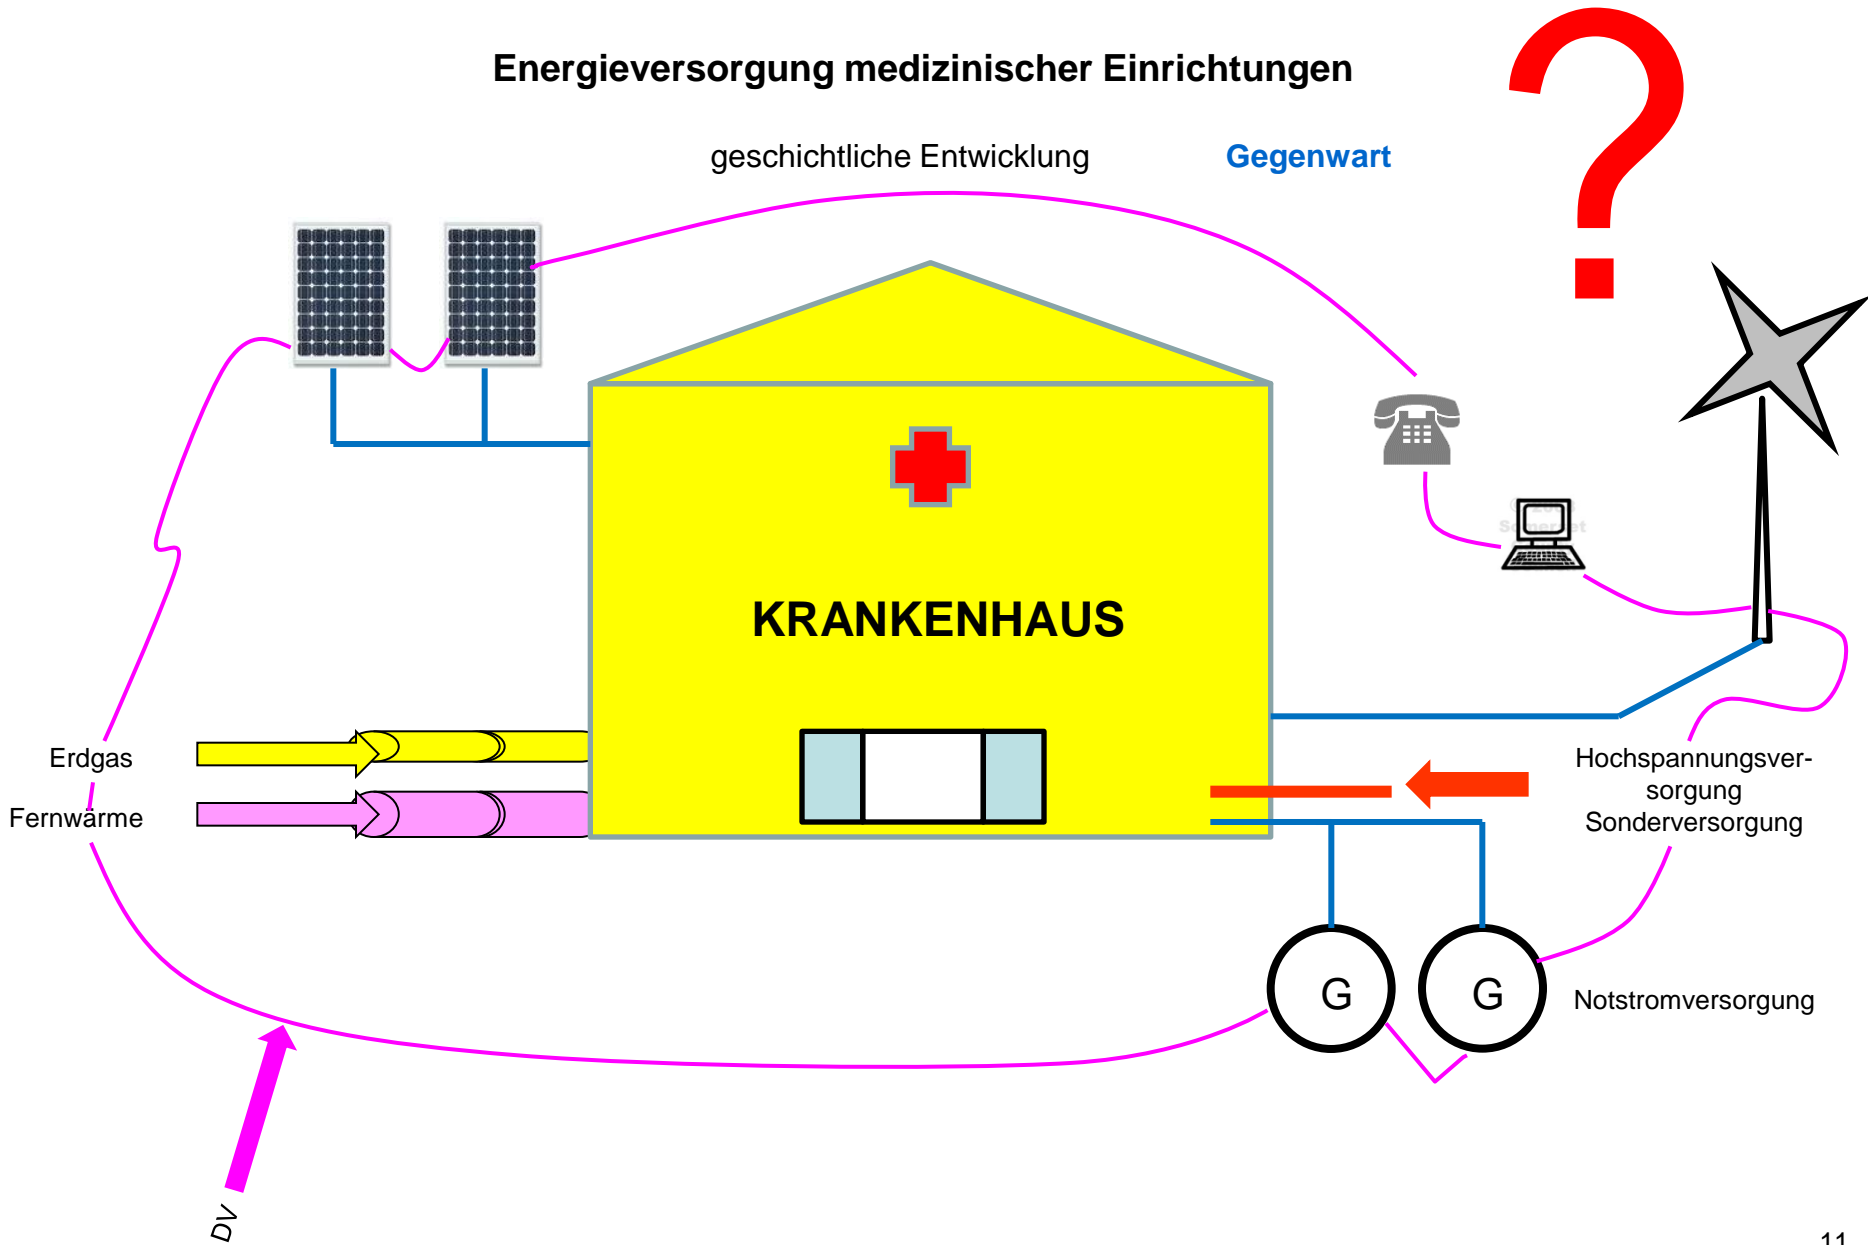 Energieversorgung medizinischer Einrichtungen
geschichtliche Entwicklung Gegenwart
?
KRANKENHAUS
Erdgas
Fernwärme
Hochspannungsver-
sorgung
Sonderversorgung
G G
Notstromversorgung
DV
11